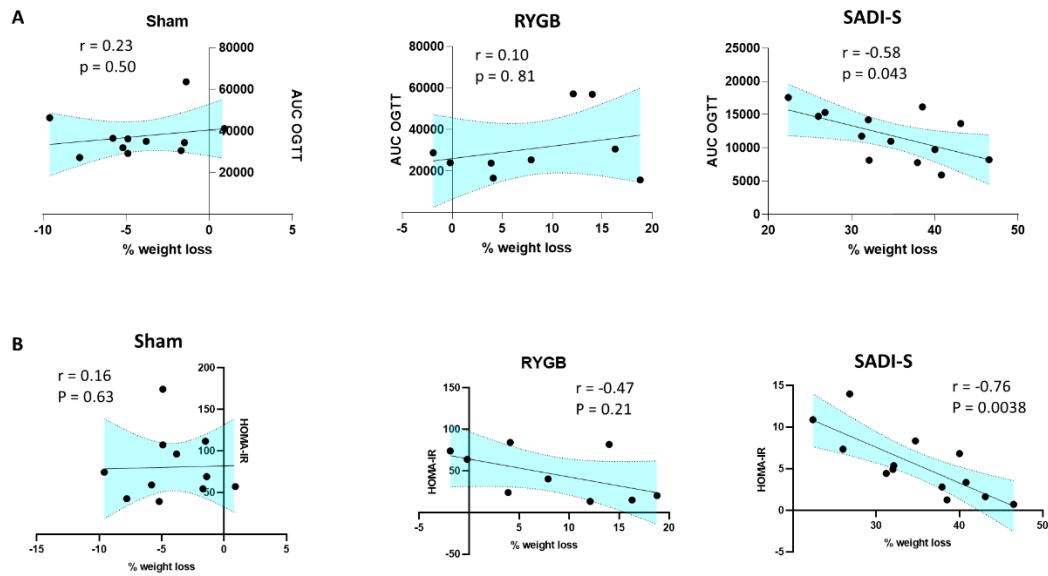 A
Sham
r = 0.23
p = 0.50
80000
60000
40000
20000
AUC OGTT
-10
-5
0
5
% weight loss
RYGB
r = 0.10
p = 0. 81
80000
60000
40000
20000
AUC OGTT
-5
0
5
10
15
20
% weight loss
SADI-S
r = -0.58
p = 0.043
25000
20000
15000
10000
5000
0
AUC OGTT
20
30
40
50
% weight loss
B
Sham
r = 0.16
P = 0.63
200
150
100
50
HOMA-IR
-15
-10
-5
0
5
% weight loss
RYGB
r = -0.47
P = 0.21
150
100
50
0
-50
HOMA-IR
-5
5
10
15
20
% weight loss
SADI-S
r = -0.76
P = 0.0038
15
10
5
0
-5
HOMA-IR
30
40
50
% weight loss